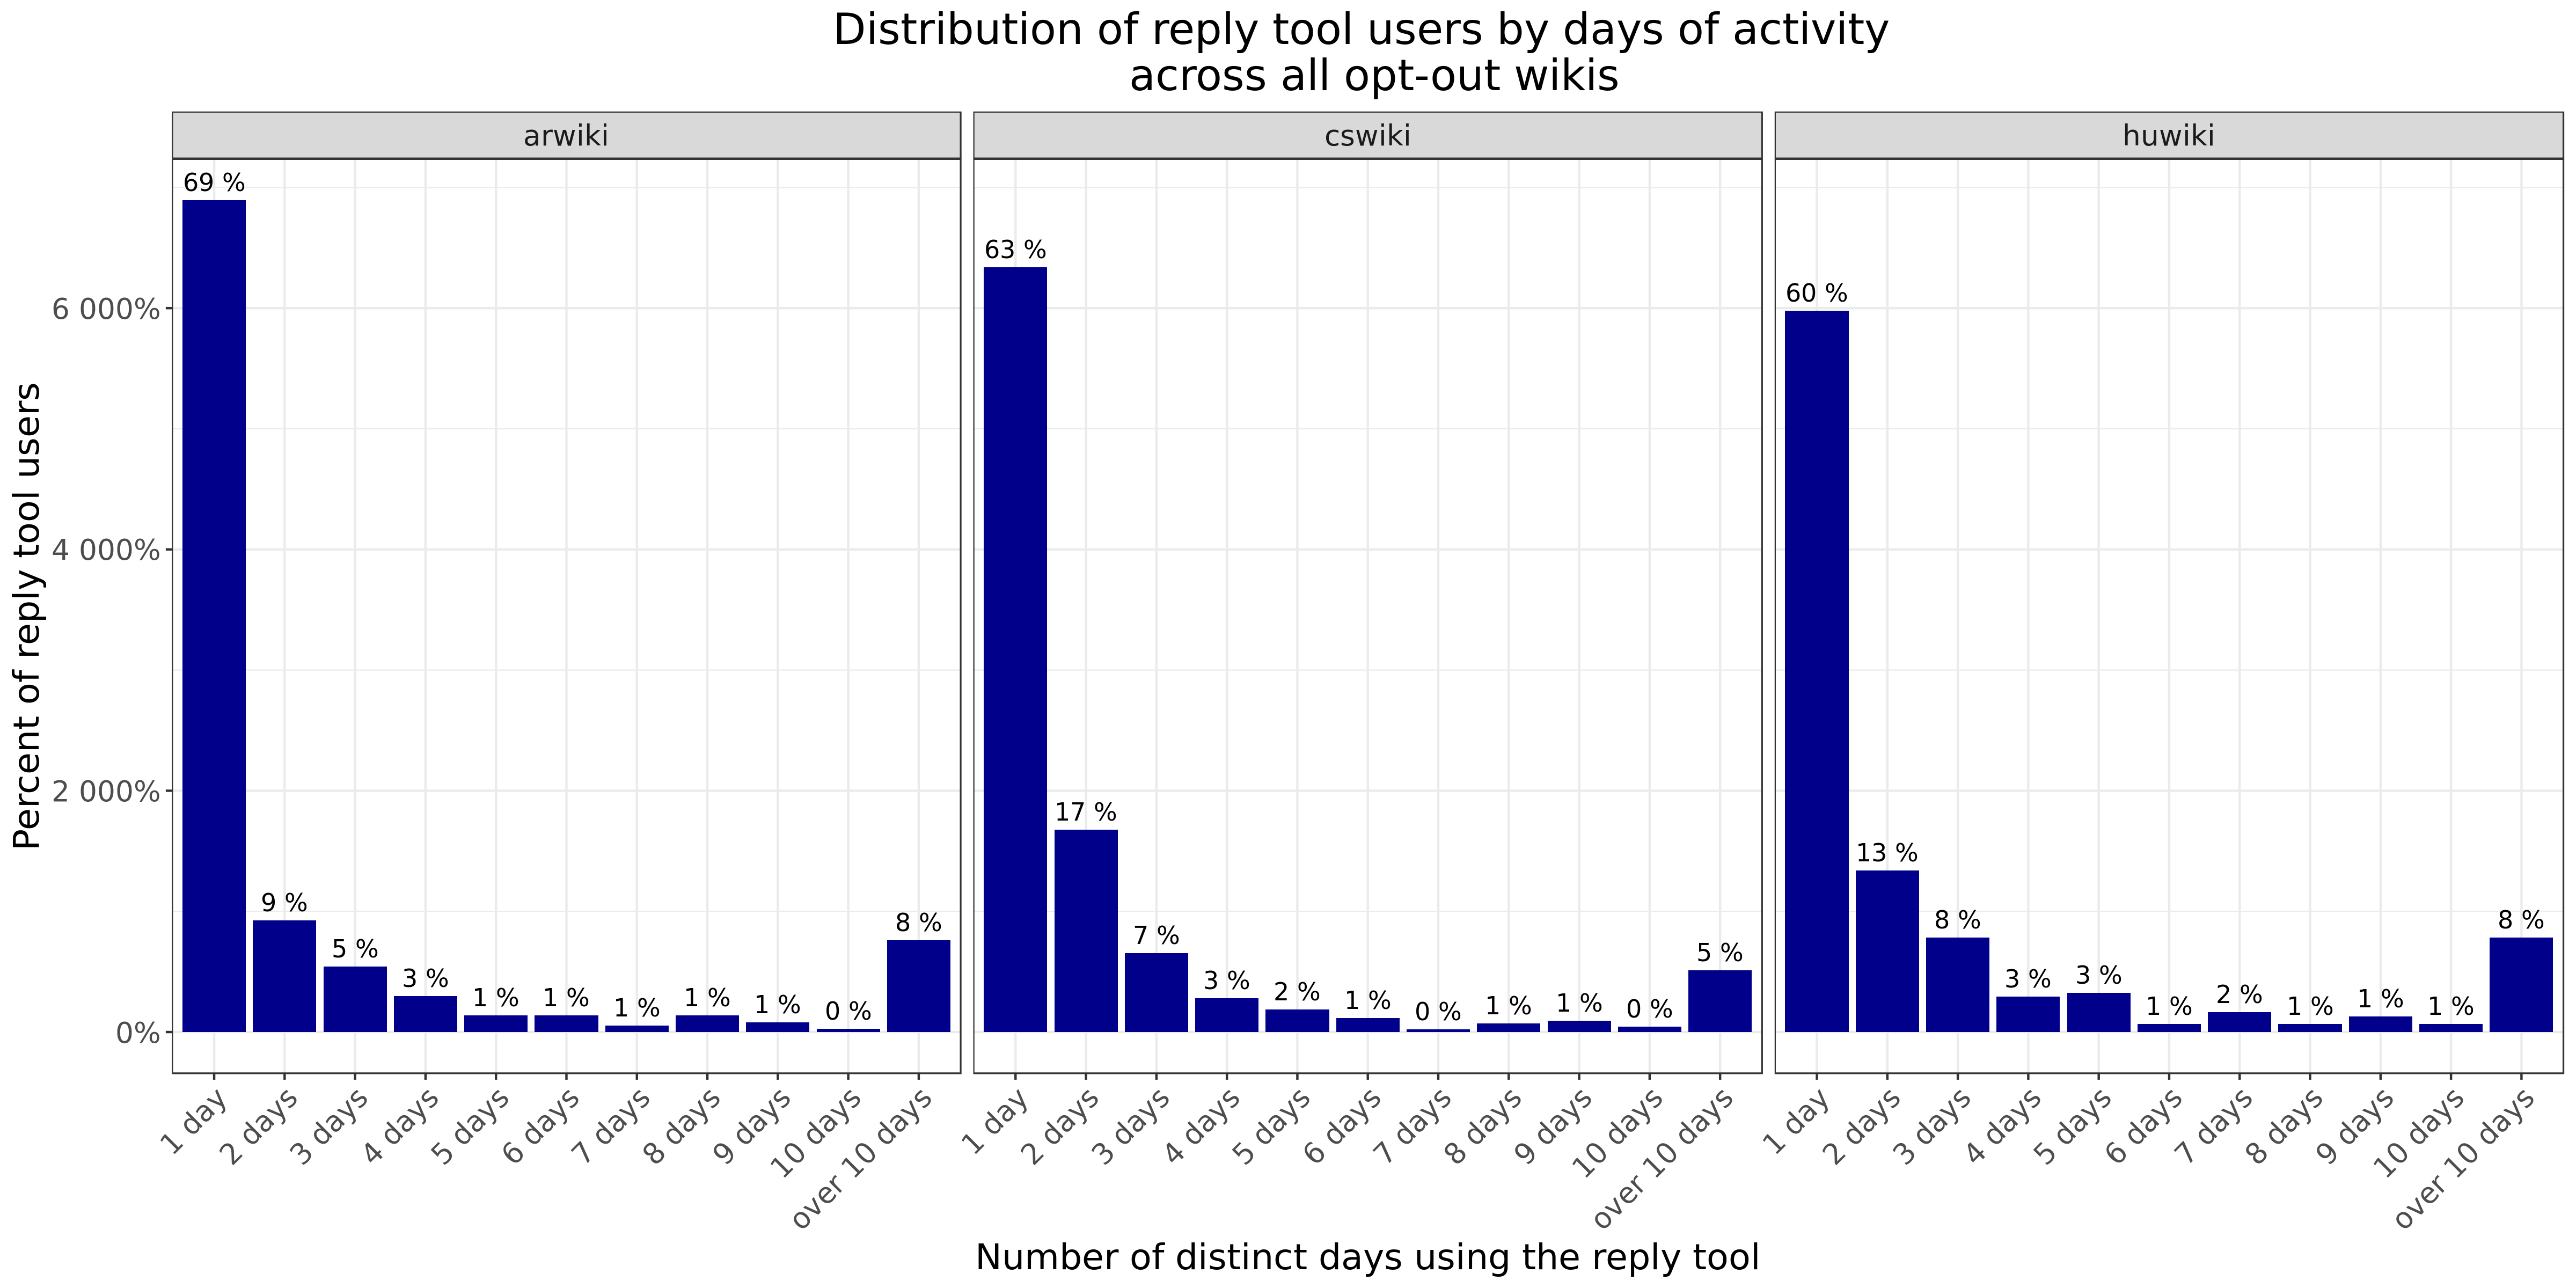 Distribution of reply tool users by days of activity
across all opt-out wikis
arwiki
cswiki
huwiki
Percent of reply tool users
6 000%
4 000%
2 000%
0%
69 %
9 %
5 %
3 %
1 %
1 %
1 %
1 %
1 %
0 %
8 %
63 %
17 %
7 %
3 %
2 %
1 %
0 %
1 %
1 %
0 %
5 %
60 %
13 %
8 %
3 %
3 %
1 %
2 %
1 %
1 %
1 %
8 %
1 day
2 days
3 days
4 days
5 days
6 days
7 days
8 days
9 days
10 days
over 10 days
1 day
2 days
3 days
4 days
5 days
6 days
7 days
8 days
9 days
10 days
over 10 days
1 day
2 days
3 days
4 days
5 days
6 days
7 days
8 days
9 days
10 days
over 10 days
Number of distinct days using the reply tool